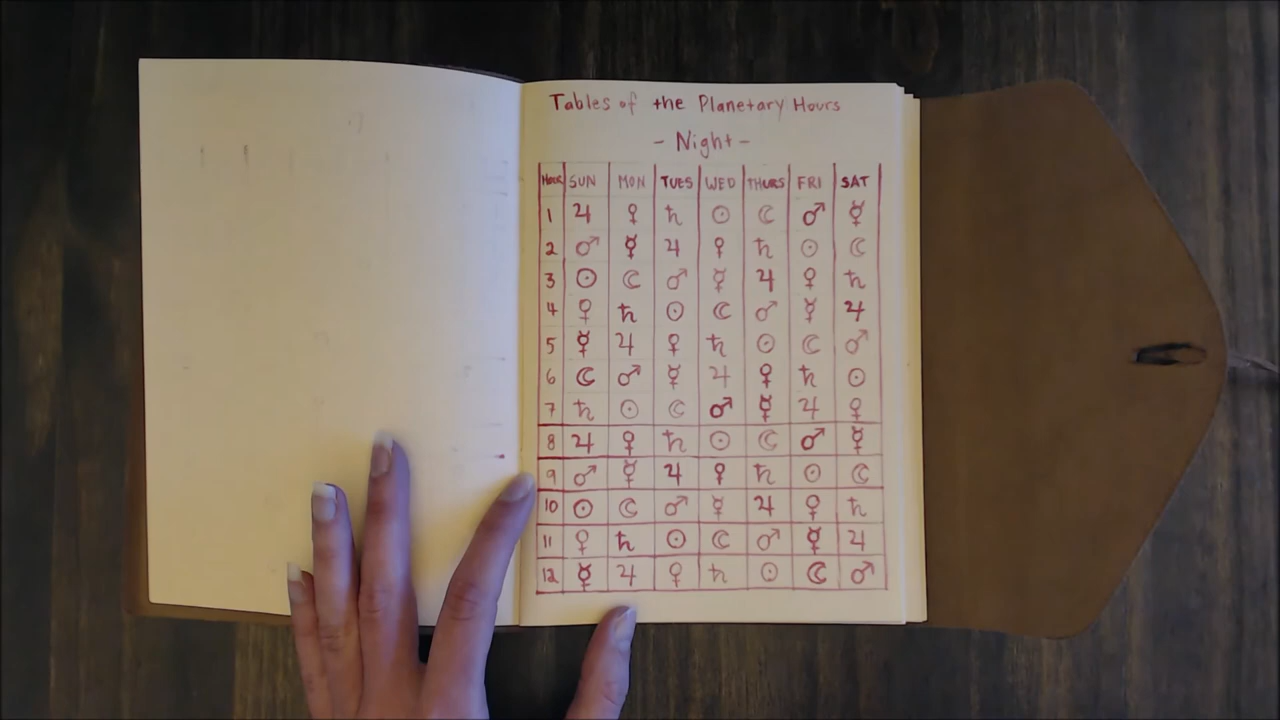 Tables of the Planetary Hours
- Night -
HOUR SUN MON TUES WED THURS FRI SAT
1 ♃ ♀ ♄ ☉ ☾ ♂ ☿
2 ♂ ☿ ♃ ♀ ♄ ☉ ☾
3 ☉ ☾ ♂ ☿ ♃ ♀ ♄
4 ♀ ♄ ☉ ☾ ♂ ☿ ♃
5 ☿ ♃ ♀ ♄ ☉ ☾ ♂
6 ☾ ♂ ☿ ♃ ♀ ♄ ☉
7 ♄ ☉ ☾ ♂ ☿ ♃ ♀
8 ♃ ♀ ♄ ☉ ☾ ♂ ☿
9 ♂ ☿ ♃ ♀ ♄ ☉ ☾
10 ☉ ☾ ♂ ☿ ♃ ♀ ♄
11 ♀ ♄ ☉ ☾ ♂ ☿ ♃
12 ☿ ♃ ♀ ♄ ☉ ☾ ♂